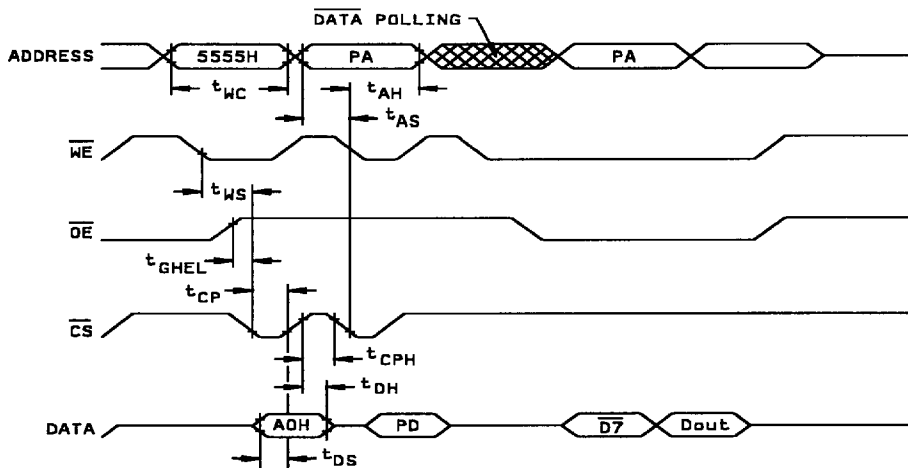 DATA POLLING
ADDRESS 5555H PA PA
tWC tAH
tAS
WE
tWS
OE
tGHEL
tCP
CS
tCPH
tDH
DATA A0H PD D7 Dout
tDS